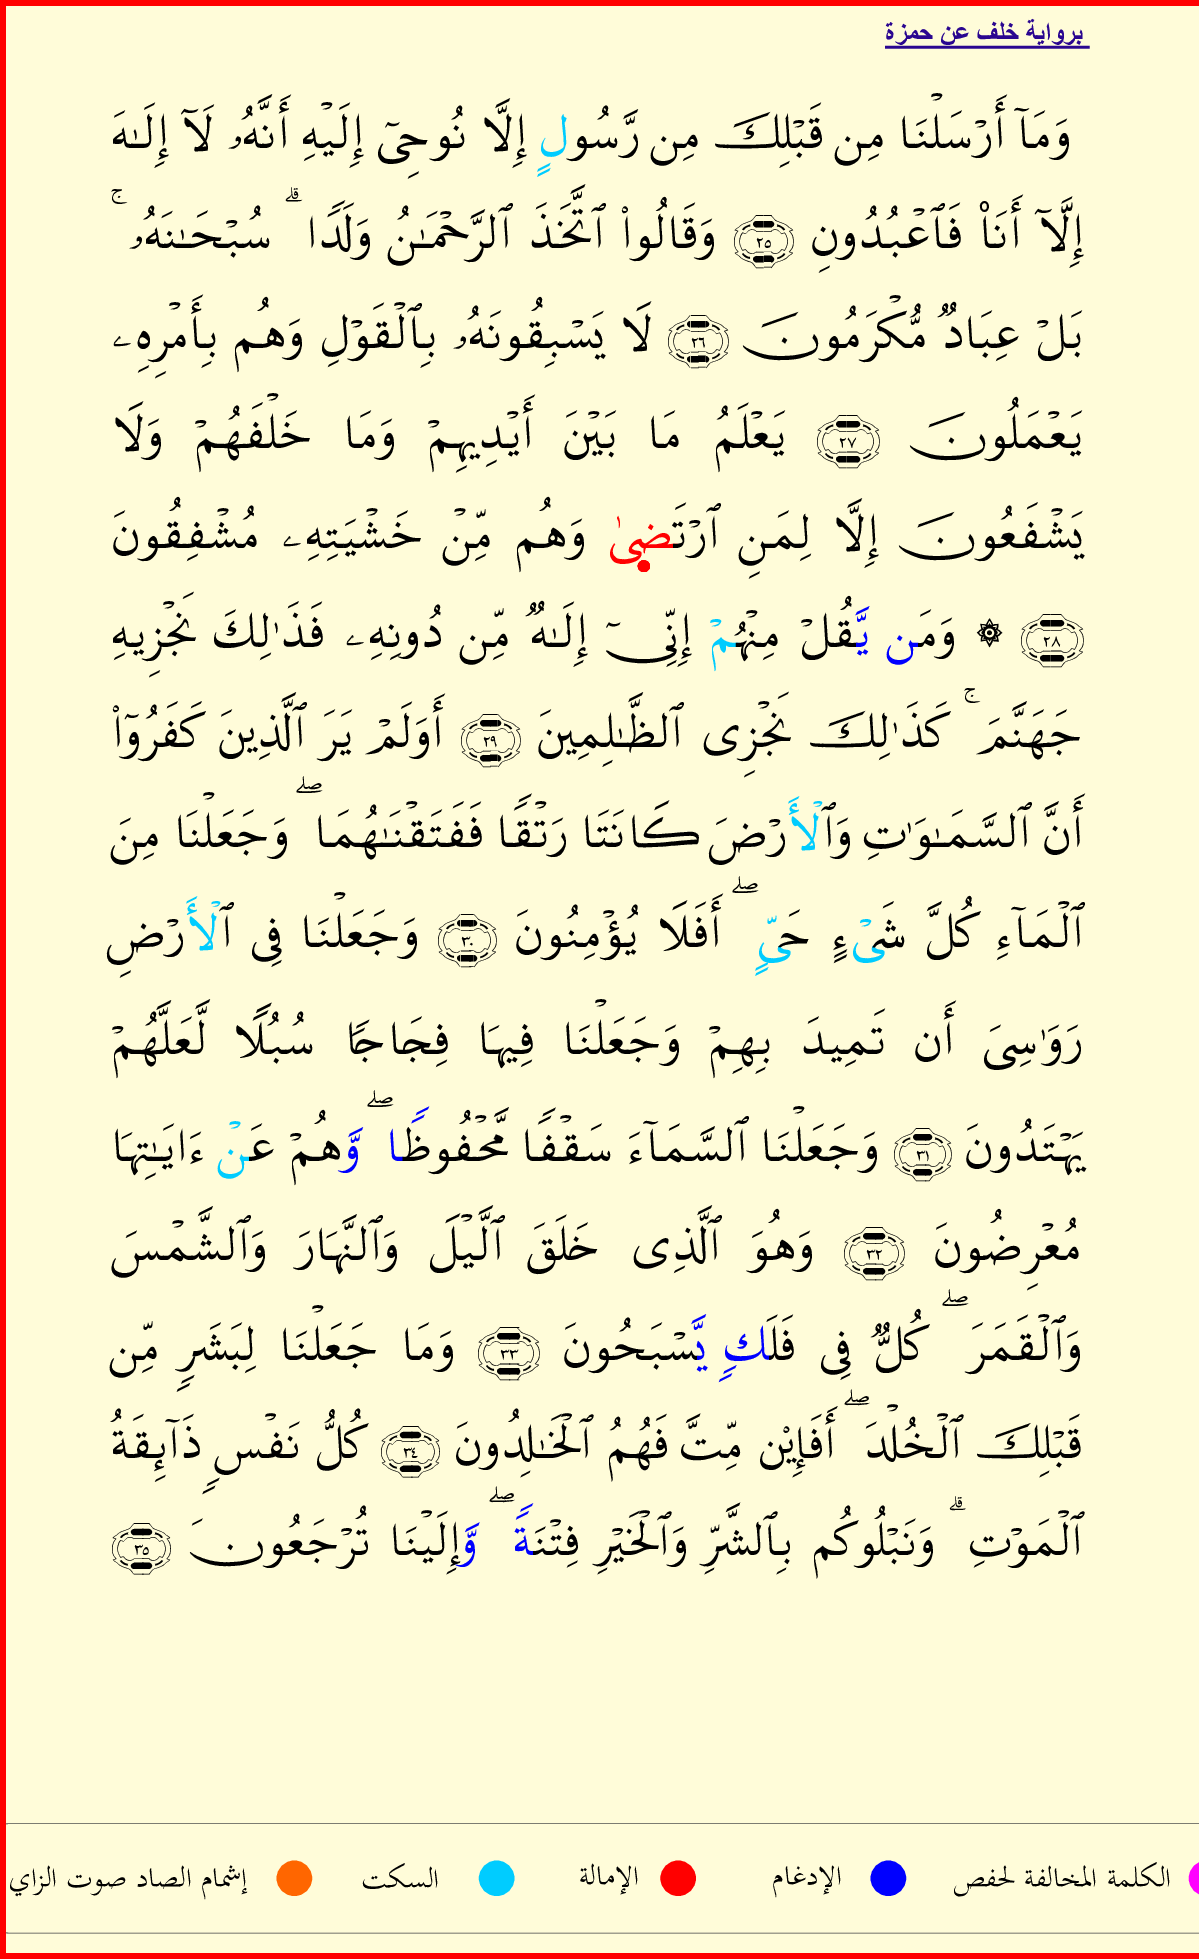 برواية خلف عن حمزة
وَمَآ أَرْسَلْنَا مِن قَبْلِكَ مِن رَّسُولٍ إِلَّا نُوحِىٓ إِلَيْهِ أَنَّهُۥ لَآ إِلَـٰهَ
إِلَّآ أَنَا۠ فَٱعْبُدُونِ ٢٥ وَقَالُوا۟ ٱتَّخَذَ ٱلرَّحْمَـٰنُ وَلَدًا ۗ سُبْحَـٰنَهُۥ ۚ
بَلْ عِبَادٌ مُّكْرَمُونَ ٢٦ لَا يَسْبِقُونَهُۥ بِٱلْقَوْلِ وَهُم بِأَمْرِهِۦ
يَعْمَلُونَ ٢٧ يَعْلَمُ مَا بَيْنَ أَيْدِيهِمْ وَمَا خَلْفَهُمْ وَلَا
يَشْفَعُونَ إِلَّا لِمَنِ ٱرْتَضِىٰ وَهُم مِّنْ خَشْيَتِهِۦ مُشْفِقُونَ
٢٨ ۞ وَمَن يَّقُلْ مِنْهُمْ إِنِّىٓ إِلَـٰهٌ مِّن دُونِهِۦ فَذَٰلِكَ نَجْزِيهِ
جَهَنَّمَ ۚ كَذَٰلِكَ نَجْزِى ٱلظَّـٰلِمِينَ ٢٩ أَوَلَمْ يَرَ ٱلَّذِينَ كَفَرُوٓا۟
أَنَّ ٱلسَّمَـٰوَٰتِ وَٱلْأَرْضَ كَانَتَا رَتْقًا فَفَتَقْنَـٰهُمَا ۖ وَجَعَلْنَا مِنَ
ٱلْمَآءِ كُلَّ شَىْءٍ حَىٍّ ۖ أَفَلَا يُؤْمِنُونَ ٣٠ وَجَعَلْنَا فِى ٱلْأَرْضِ
رَوَٰسِىَ أَن تَمِيدَ بِهِمْ وَجَعَلْنَا فِيهَا فِجَاجًا سُبُلًا لَّعَلَّهُمْ
يَهْتَدُونَ ٣١ وَجَعَلْنَا ٱلسَّمَآءَ سَقْفًا مَّحْفُوظًا ۖ وَّهُمْ عَنْ ءَايَـٰتِهَا
مُعْرِضُونَ ٣٢ وَهُوَ ٱلَّذِى خَلَقَ ٱلَّيْلَ وَٱلنَّهَارَ وَٱلشَّمْسَ
وَٱلْقَمَرَ ۖ كُلٌّ فِى فَلَكٍ يَّسْبَحُونَ ٣٣ وَمَا جَعَلْنَا لِبَشَرٍ مِّن
قَبْلِكَ ٱلْخُلْدَ ۖ أَفَإِي۟ن مِّتَّ فَهُمُ ٱلْخَـٰلِدُونَ ٣٤ كُلُّ نَفْسٍ ذَآئِقَةُ
ٱلْمَوْتِ ۗ وَنَبْلُوكُم بِٱلشَّرِّ وَٱلْخَيْرِ فِتْنَةً ۖ وَّإِلَيْنَا تُرْجَعُونَ ٣٥
الكلمة المخالفة لحفص الإدغام الإمالة السكت إشمام الصاد صوت الزاي